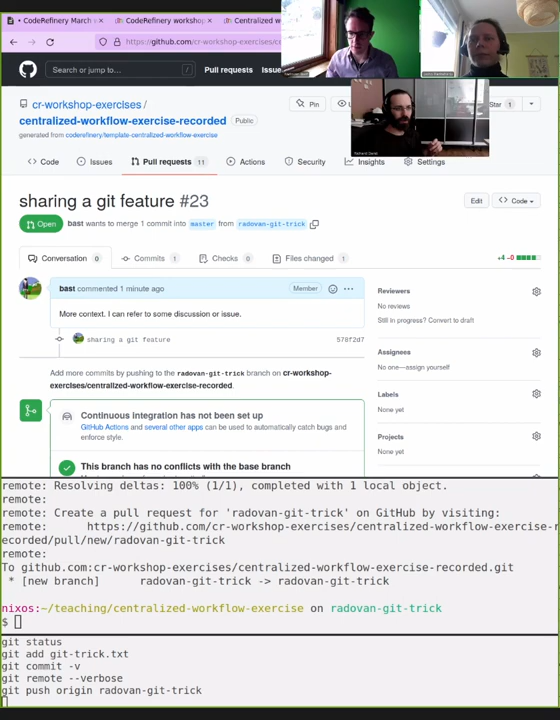 CodeRefinery March w
CodeRefinery workshop
Centralized w
https://github.com/cr-workshop-exercises/ce
Search or jump to...
/
Pull requests
Issue
cr-workshop-exercises /
centralized-workflow-exercise-recorded
Public
Pin
Star 1
generated from coderefinery/template-centralized-workflow-exercise
Code
Issues
Pull requests 11
Actions
Security
Insights
Settings
sharing a git feature #23
Edit
Code
Open
bast wants to merge 1 commit into master from radovan-git-trick
Conversation 0
Commits 1
Checks 0
Files changed 1
+4 −0
bast commented 1 minute ago
Member
More context. I can refer to some discussion or issue.
sharing a git feature
578f2d7
Add more commits by pushing to the radovan-git-trick branch on cr-workshop-
exercises/centralized-workflow-exercise-recorded.
Continuous integration has not been set up
GitHub Actions and several other apps can be used to automatically catch bugs and
enforce style.
This branch has no conflicts with the base branch
Reviewers
No reviews
Still in progress? Convert to draft
Assignees
No one—assign yourself
Labels
None yet
Projects
None yet
remote: Resolving deltas: 100% (1/1), completed with 1 local object.
remote:
remote: Create a pull request for 'radovan-git-trick' on GitHub by visiting:
remote:      https://github.com/cr-workshop-exercises/centralized-workflow-exercise-r
ecorded/pull/new/radovan-git-trick
remote:
To github.com:cr-workshop-exercises/centralized-workflow-exercise-recorded.git
* [new branch]      radovan-git-trick -> radovan-git-trick
nixos:~/teaching/centralized-workflow-exercise on radovan-git-trick
$
git status
git add git-trick.txt
git commit -v
git remote --verbose
git push origin radovan-git-trick